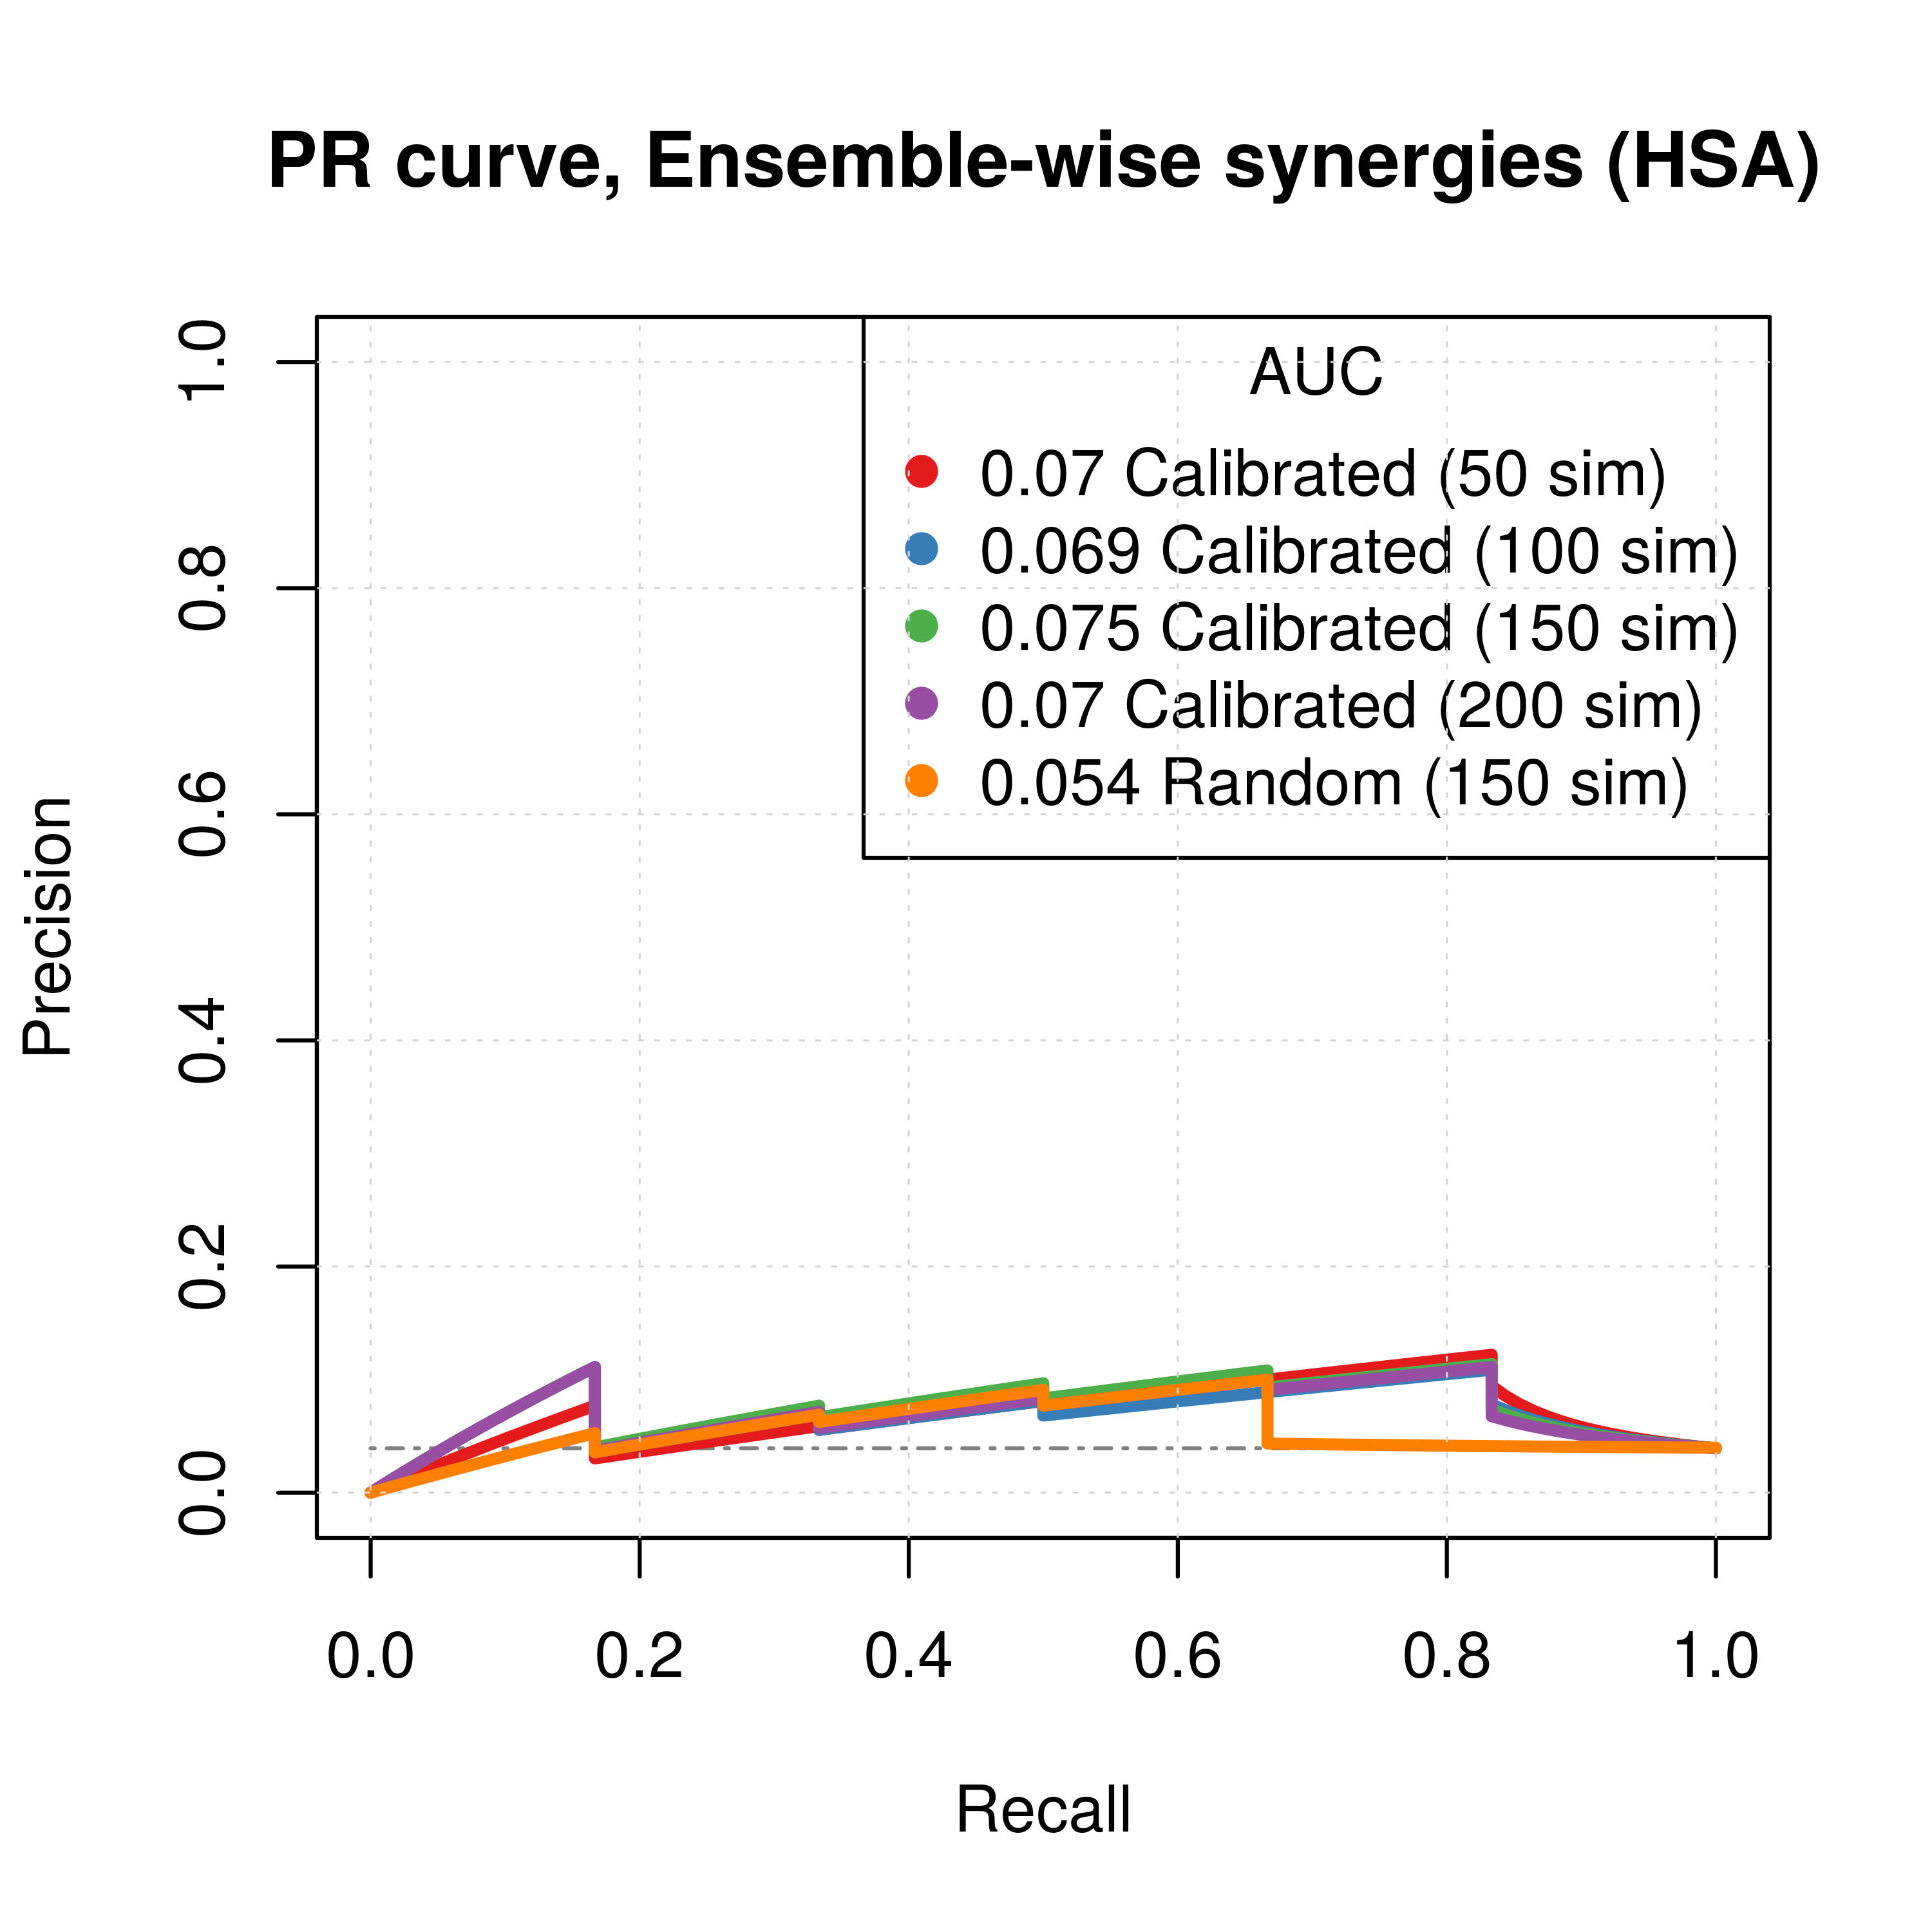 PR curve, Ensemble-wise synergies (HSA)
AUC
0.07 Calibrated (50 sim)
0.069 Calibrated (100 sim)
0.075 Calibrated (150 sim)
0.07 Calibrated (200 sim)
0.054 Random (150 sim)
Precision
1.0
0.8
0.6
0.4
0.2
0.0
0.0 0.2 0.4 0.6 0.8 1.0
Recall